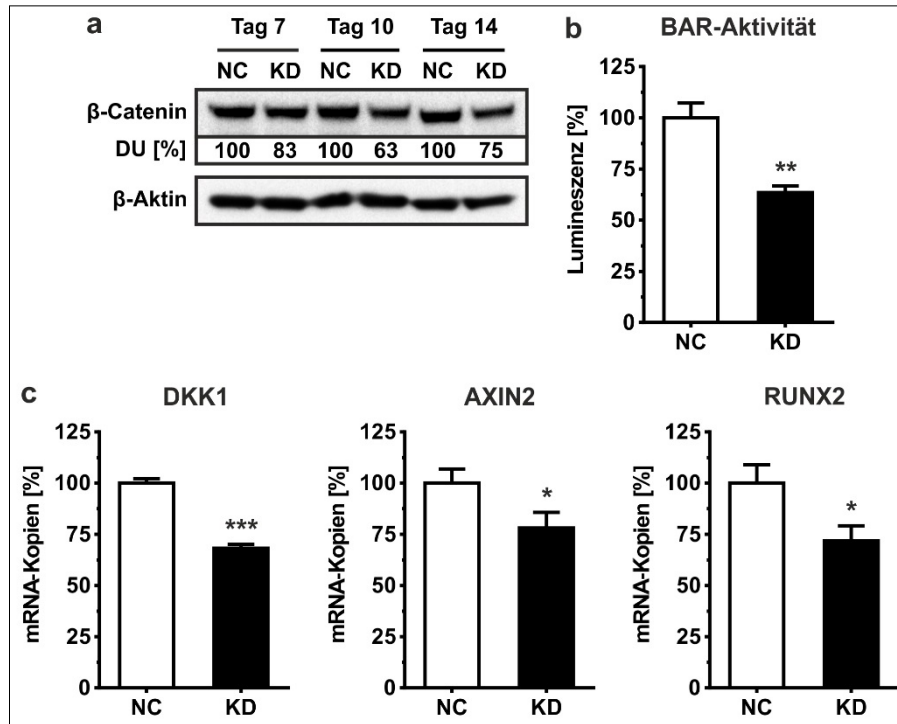 a
Tag 7 Tag 10 Tag 14
NC KD NC KD NC KD
β-Catenin
DU [%] 100 83 100 63 100 75
β-Aktin
b
BAR-Aktivität
Lumineszenz [%]
125
100
75
50
25
0
**
NC KD
c
DKK1
mRNA-Kopien [%]
125
100
75
50
25
0
***
NC KD
AXIN2
mRNA-Kopien [%]
125
100
75
50
25
0
*
NC KD
RUNX2
mRNA-Kopien [%]
125
100
75
50
25
0
*
NC KD